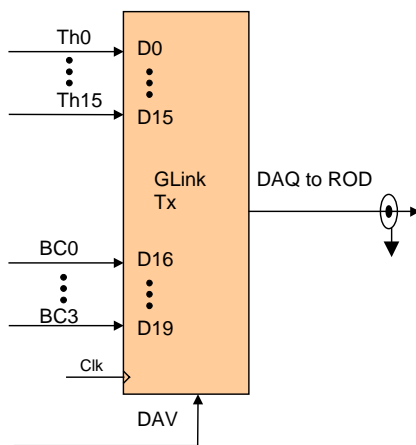 Th0
D0
Th15
D15
GLink
Tx
DAQ to ROD
BC0
D16
BC3
D19
Clk
DAV